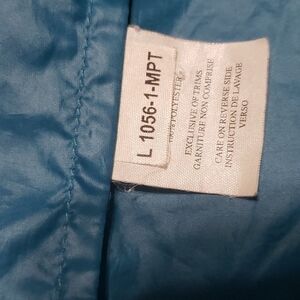 L 1056-1-MPT
100% POLYESTER
EXCLUSIVE OF TRIMS
GARNITURE NON COMPRISE
CARE ON REVERSE SIDE
INSTRUCTION DE LAVAGE
VERSO